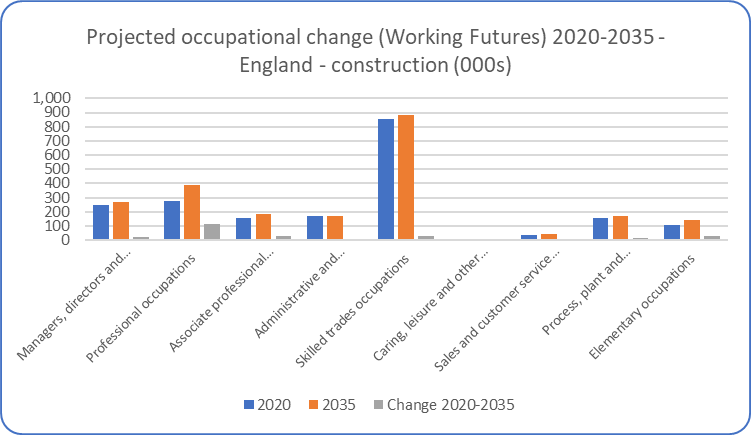 Projected occupational change (Working Futures) 2020-2035 -
England - construction (000s)
1,000
900
800
700
600
500
400
300
200
100
0
Managers, directors and...
Professional occupations
Associate professional...
Administrative and...
Skilled trades occupations
Caring, leisure and other...
Sales and customer service...
Process, plant and...
Elementary occupations
2020
2035
Change 2020-2035